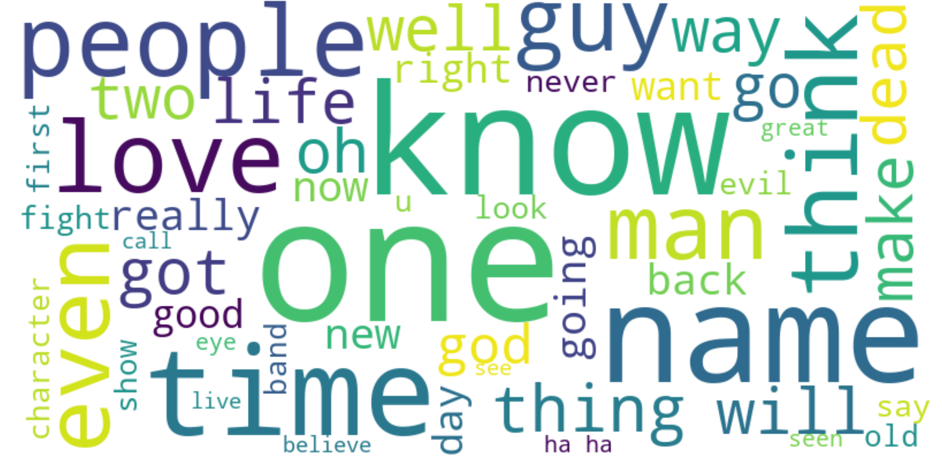 people
well
guy
way
think
dead
right
never
want
go
two
life
know
great
first
love
oh
now
evil
make
u
look
fight
really
call
one
man
even
got
going
back
character
good
name
show
eye
band
new
god
see
time
live
day
thing
will
say
believe
ha ha
seen
old